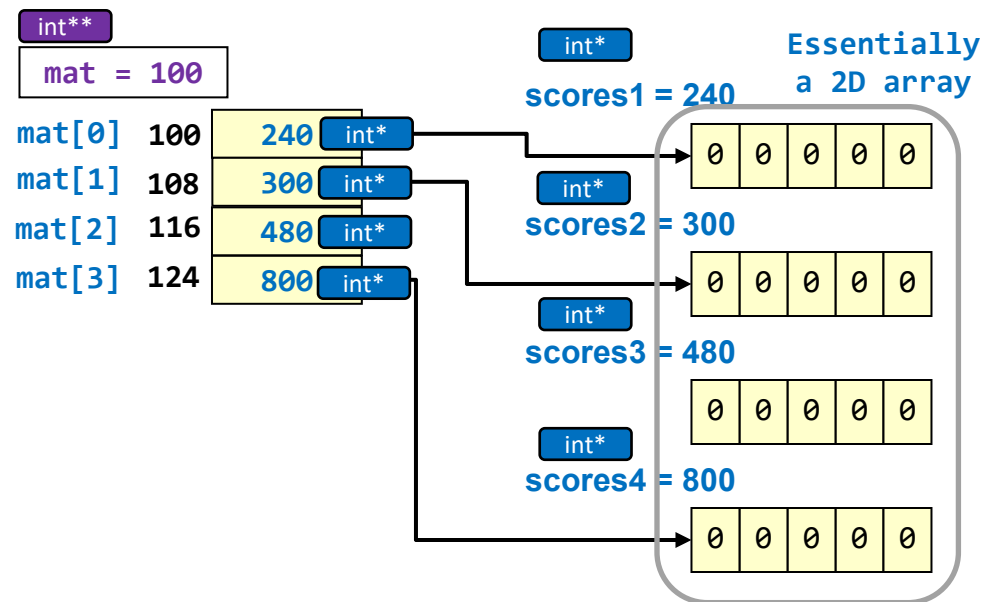 int**
mat = 100
int*
Essentially
a 2D array
scores1 = 240
mat[0] 100 240 int*
0 0 0 0 0
mat[1] 108 300 int*
int*
mat[2] 116 480 int*
scores2 = 300
mat[3] 124 800 int*
0 0 0 0 0
int*
scores3 = 480
0 0 0 0 0
int*
scores4 = 800
0 0 0 0 0